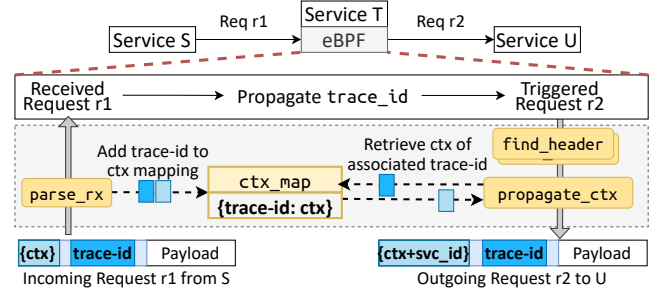 Req r1
Service T
Req r2
Service S
eBPF
Service U
Received
Request r1
Propagate trace_id
Triggered
Request r2
Add trace-id to
ctx mapping
Retrieve ctx of
associated trace-id
find_header
parse_rx
ctx_map
{trace-id: ctx}
propagate_ctx
{ctx} trace-id Payload
Incoming Request r1 from S
{ctx+svc_id} trace-id Payload
Outgoing Request r2 to U